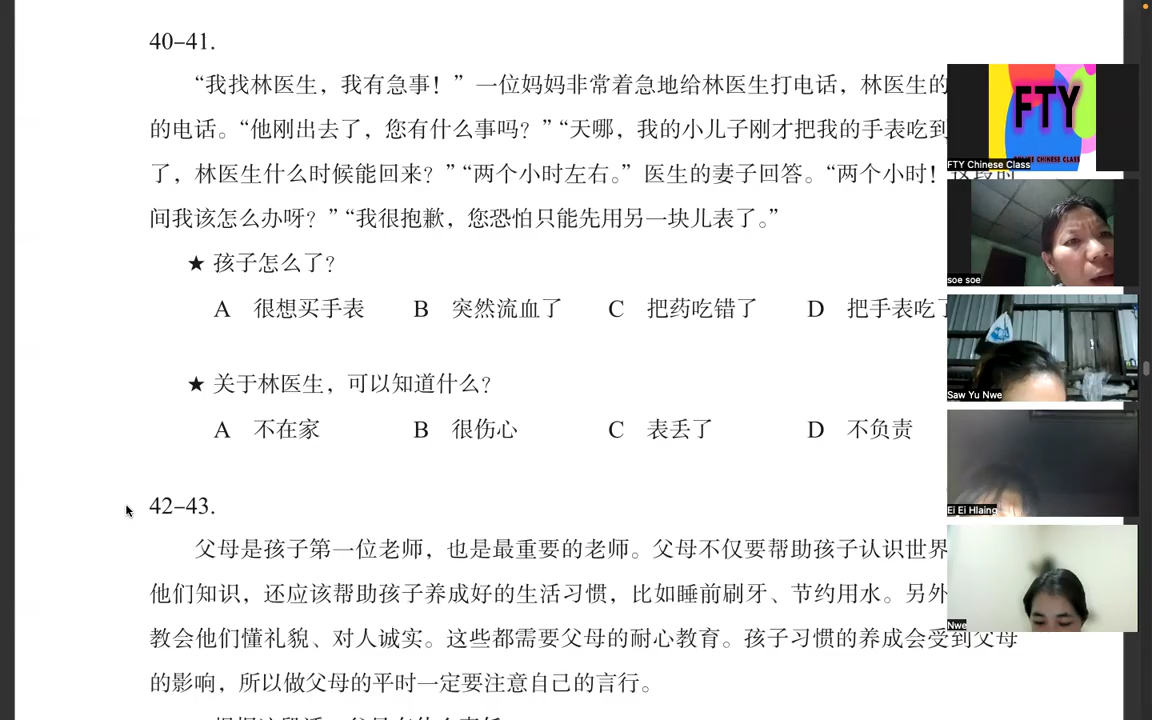 40–41.
“我找林医生，我有急事！”一位妈妈非常着急地给林医生打电话，林医生的
的电话。“他刚出去了，您有什么事吗？”“天哪，我的小儿子刚才把我的手表吃到
了，林医生什么时候能回来？”“两个小时左右。”医生的妻子回答。“两个小时！这段时
间我该怎么办呀？”“我很抱歉，您恐怕只能先用另一块儿表了。”
★ 孩子怎么了？
A 很想买手表 B 突然流血了 C 把药吃错了 D 把手表吃了
★ 关于林医生，可以知道什么？
A 不在家 B 很伤心 C 表丢了 D 不负责
42–43.
父母是孩子第一位老师，也是最重要的老师。父母不仅要帮助孩子认识世界
他们知识，还应该帮助孩子养成好的生活习惯，比如睡前刷牙、节约用水。另外
教会他们懂礼貌、对人诚实。这些都需要父母的耐心教育。孩子习惯的养成会受到父母
的影响，所以做父母的平时一定要注意自己的言行。
FTY
CHINESE CLASS
FTY Chinese Class
soe soe
Saw Yu Nwe
Ei Ei Hlaing
Nwe